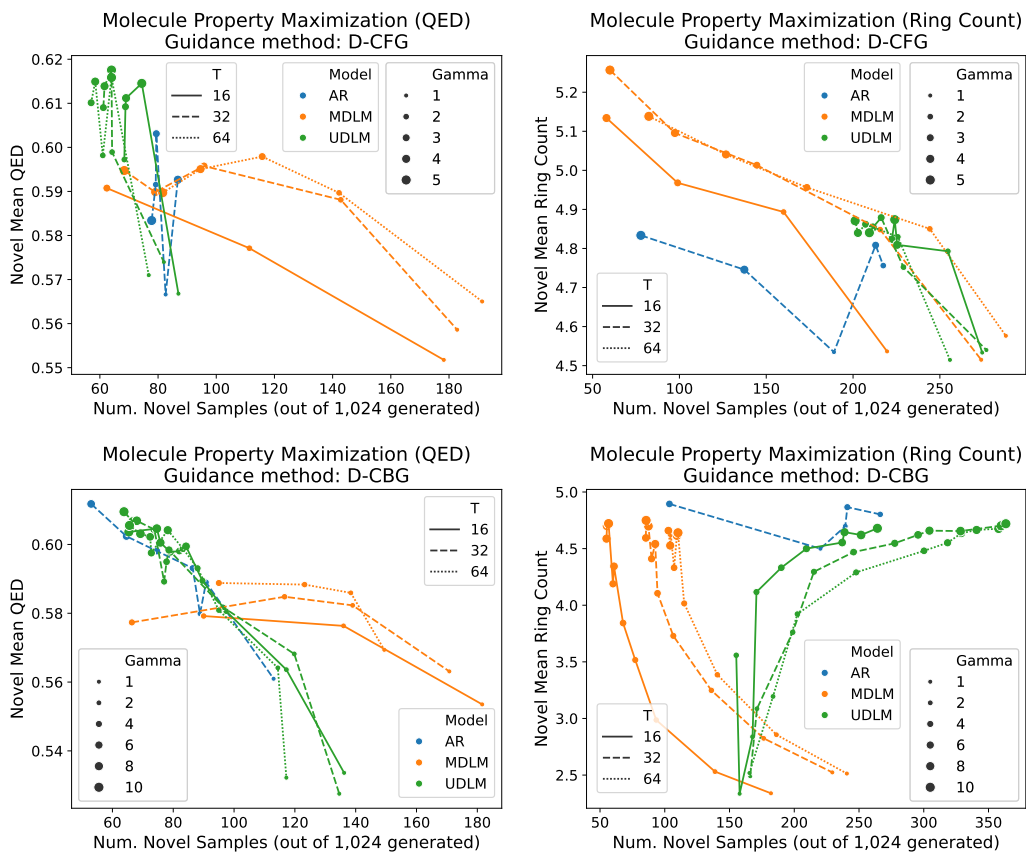 Molecule Property Maximization (QED)
Guidance method: D-CFG
Novel Mean QED
0.62
0.61
0.60
0.59
0.58
0.57
0.56
0.55
T
16
32
64
Model
AR
MDLM
UDLM
Gamma
1
2
3
4
5
60 80 100 120 140 160 180
Num. Novel Samples (out of 1,024 generated)
Molecule Property Maximization (Ring Count)
Guidance method: D-CFG
Novel Mean Ring Count
5.2
5.1
5.0
4.9
4.8
4.7
4.6
4.5
Model
AR
MDLM
UDLM
Gamma
1
2
3
4
5
T
16
32
64
50 100 150 200 250
Num. Novel Samples (out of 1,024 generated)
Molecule Property Maximization (QED)
Guidance method: D-CBG
Novel Mean QED
0.60
0.58
0.56
0.54
T
16
32
64
Gamma
1
2
4
6
8
10
Model
AR
MDLM
UDLM
60 80 100 120 140 160 180
Num. Novel Samples (out of 1,024 generated)
Molecule Property Maximization (Ring Count)
Guidance method: D-CBG
Novel Mean Ring Count
5.0
4.5
4.0
3.5
3.0
2.5
Model
AR
MDLM
UDLM
Gamma
1
2
4
6
8
10
T
16
32
64
50 100 150 200 250 300 350
Num. Novel Samples (out of 1,024 generated)